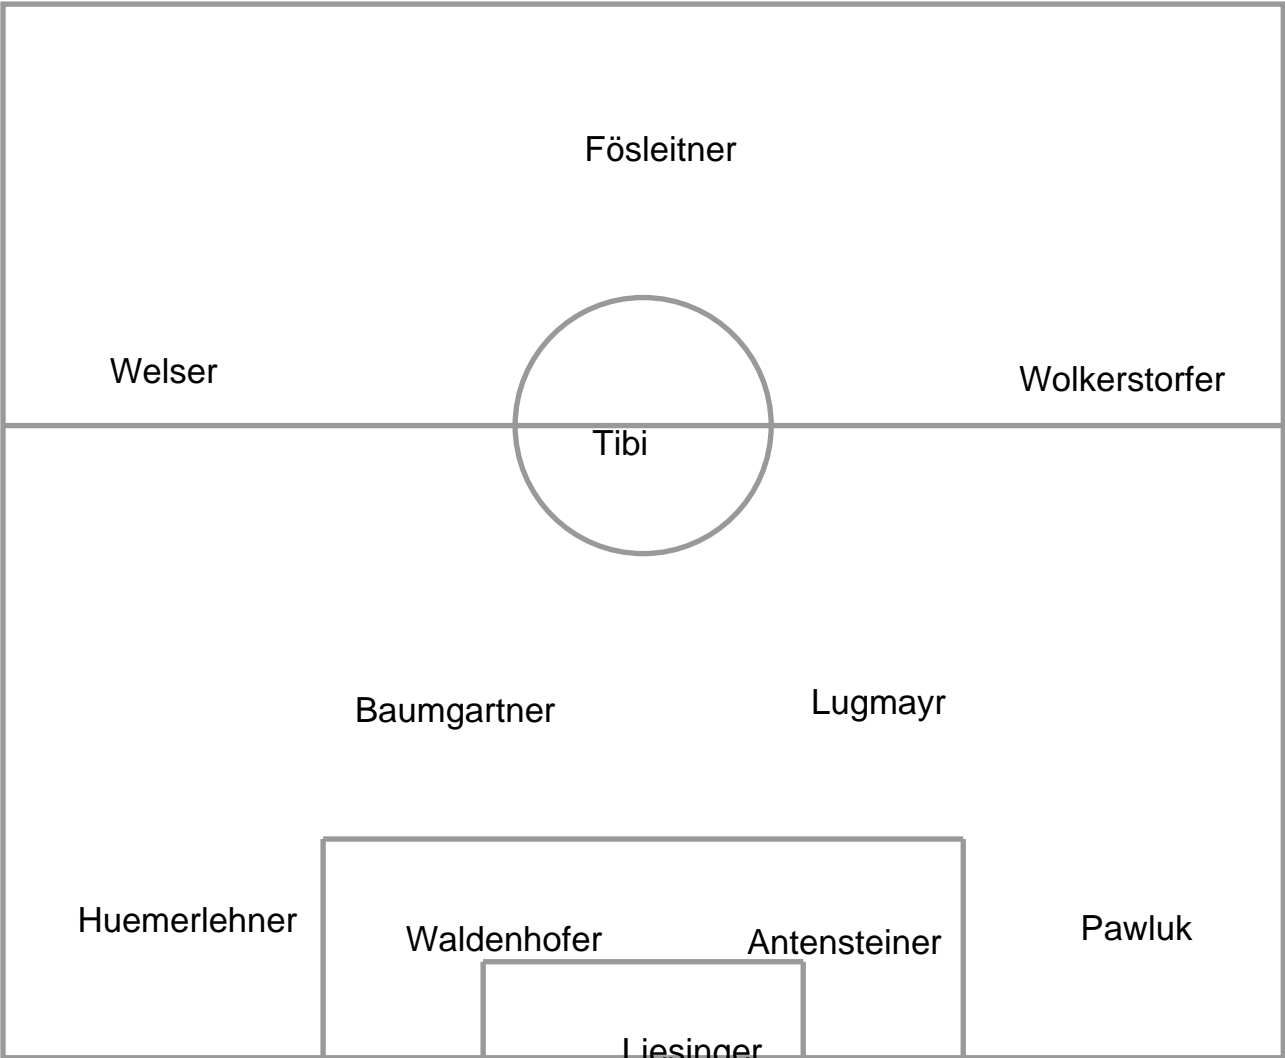 Fösleitner
Welser
Wolkerstorfer
Tibi
Baumgartner
Lugmayr
Huemerlehner
Waldenhofer
Antensteiner
Pawluk
Liesinger